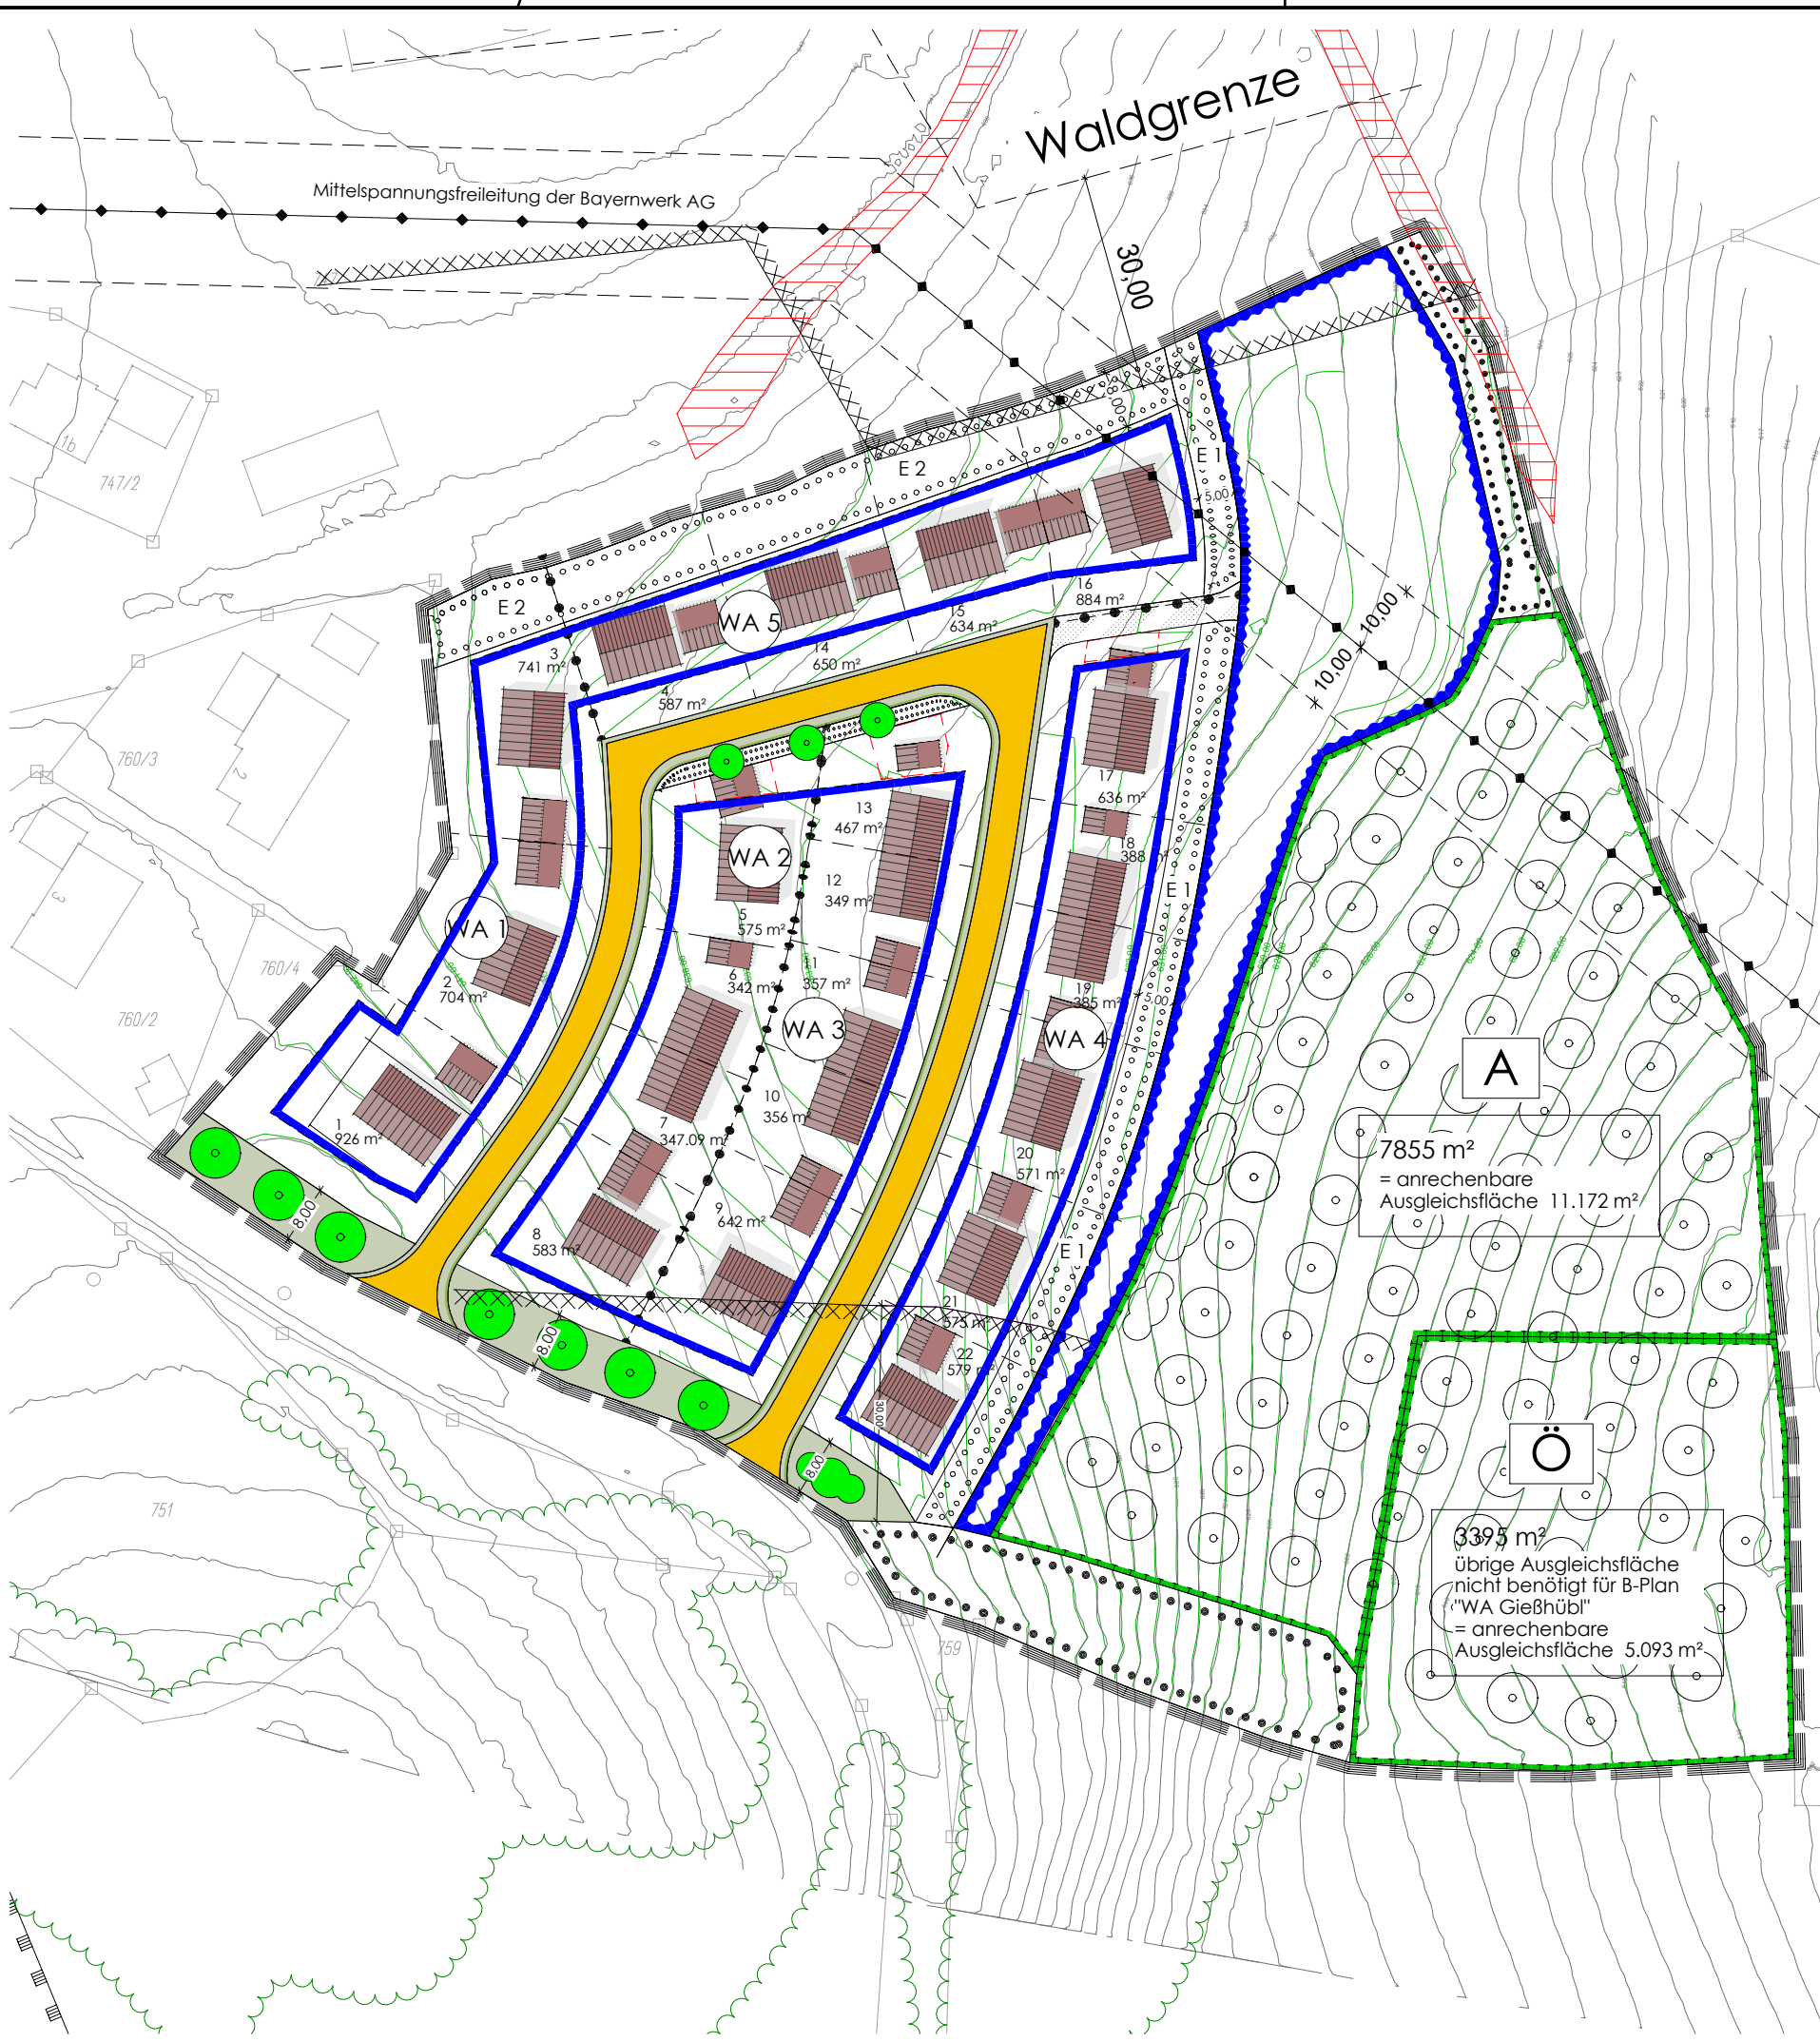 Waldgrenze
Mittelspannungsfreileitung der Bayernwerk AG
30,00
1b
747/2
E 2
E 1
5,00
E 2
WA 5
16
884 m²
15
634 m²
14
650 m²
3
741 m²
4
587 m²
10,00
10,00
760/3
2
17
636 m²
13
467 m²
18
388 m²
WA 2
12
349 m²
E 1
3
5
575 m²
WA 1
11
357 m²
6
342 m²
2
704 m²
760/4
19
385 m²
5,00
760/2
WA 3
WA 4
A
10
356 m²
1
926 m²
7
347.09 m²
7855 m²
= anrechenbare
Ausgleichsfläche 11.172 m²
20
571 m²
8,00
9
642 m²
8
583 m²
E 1
21
575 m²
8,00
22
579 m²
30,00
8,00
Ö
751
3395 m²
übrige Ausgleichsfläche
nicht benötigt für B-Plan
"WA Gießhübl"
= anrechenbare
Ausgleichsfläche 5.093 m²
759